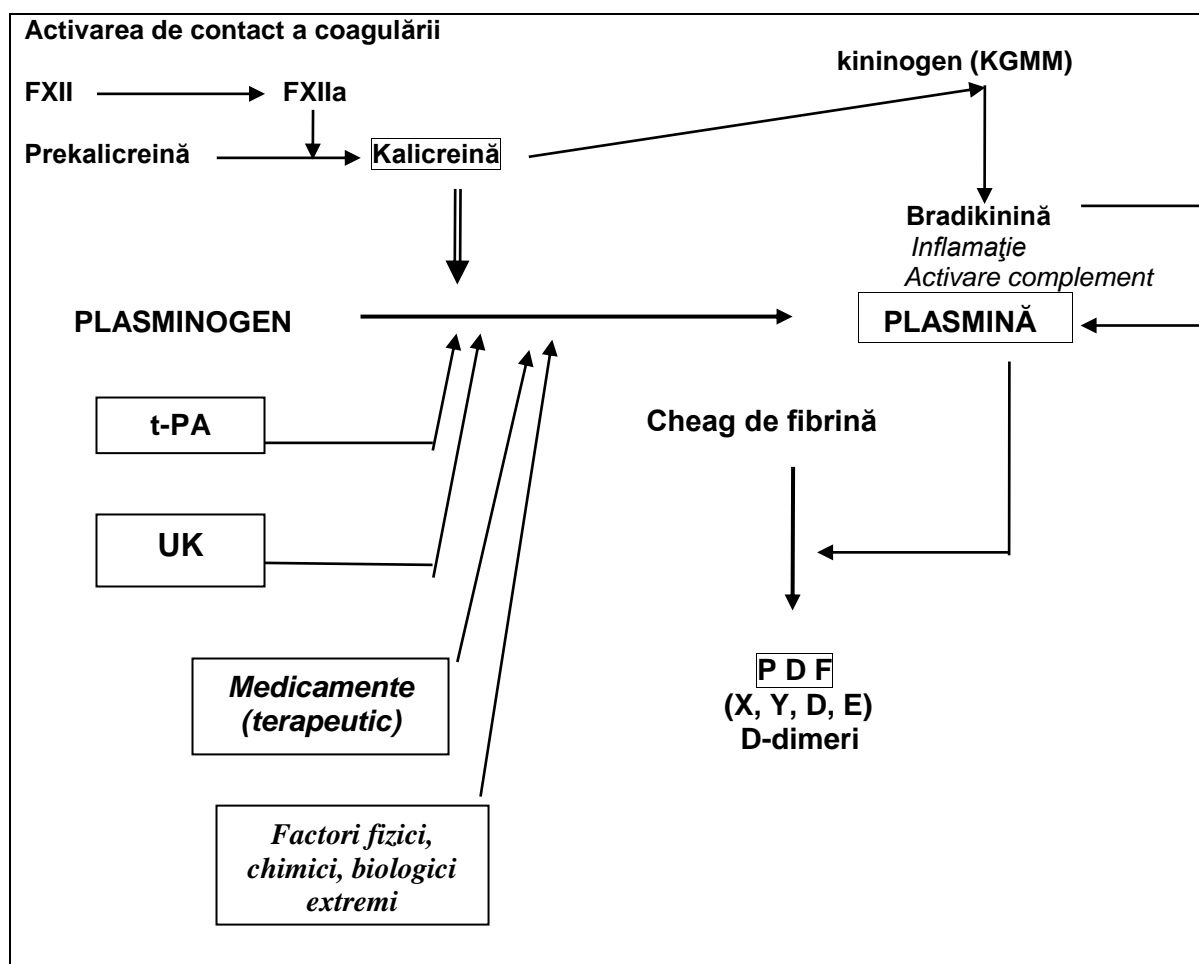 Activarea de contact a coagulării
kininogen (KGMM)
FXII FXIIa
Prekalicreină Kalicreină
Bradikinină
Inflamaţie
Activare complement
PLASMINOGEN PLASMINĂ
t-PA
Cheag de fibrină
UK
P D F
(X, Y, D, E)
D-dimeri
Medicamente
(terapeutic)
Factori fizici,
chimici, biologici
extremi